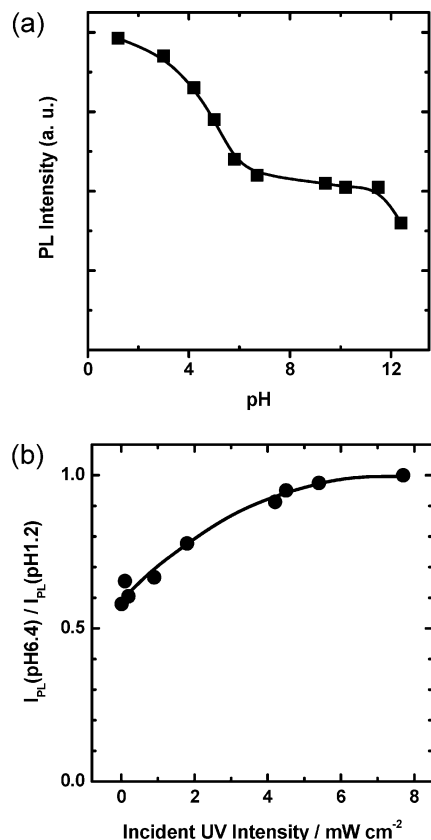 (a)
PL Intensity (a. u.)
0 4 8 12
pH
(b)
1.0
0.5
0.0
I_PL(pH6.4) / I_PL(pH1.2)
0 2 4 6 8
Incident UV Intensity / mW cm⁻²